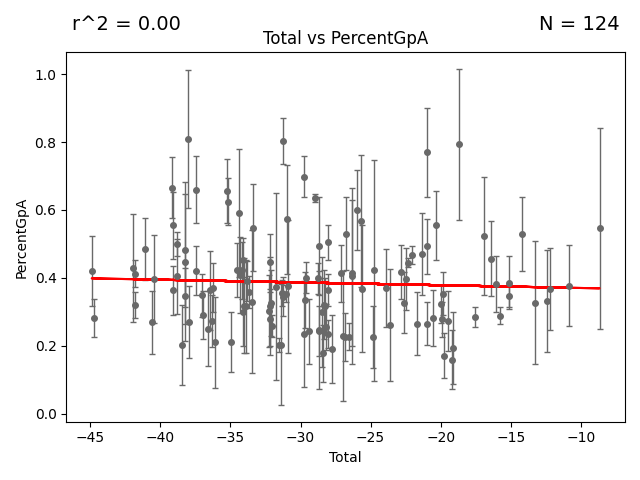 r^2 = 0.00
N = 124
Total vs PercentGpA
1.0
0.8
0.6
0.4
0.2
0.0
PercentGpA
−45 −40 −35 −30 −25 −20 −15 −10
Total